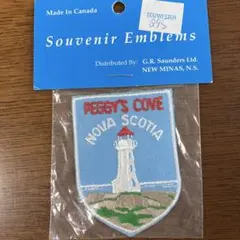 Made In Canada
Souvenir Emblems
Distributed By: G.R. Saunders Ltd.
NEW MINAS, N.S.
PEGGY'S COVE
NOVA SCOTIA